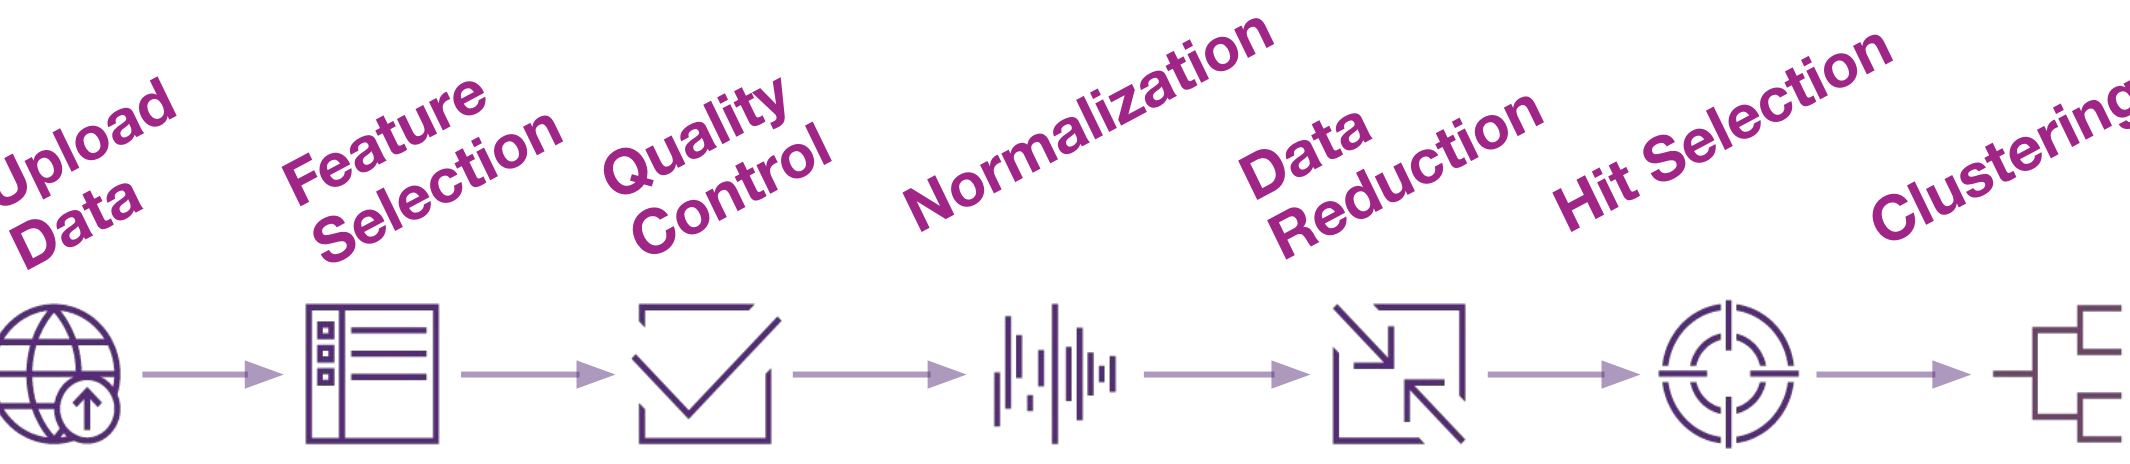 Upload
Data
Feature
Selection
Quality
Control
Normalization
Data
Reduction
Hit Selection
Clustering